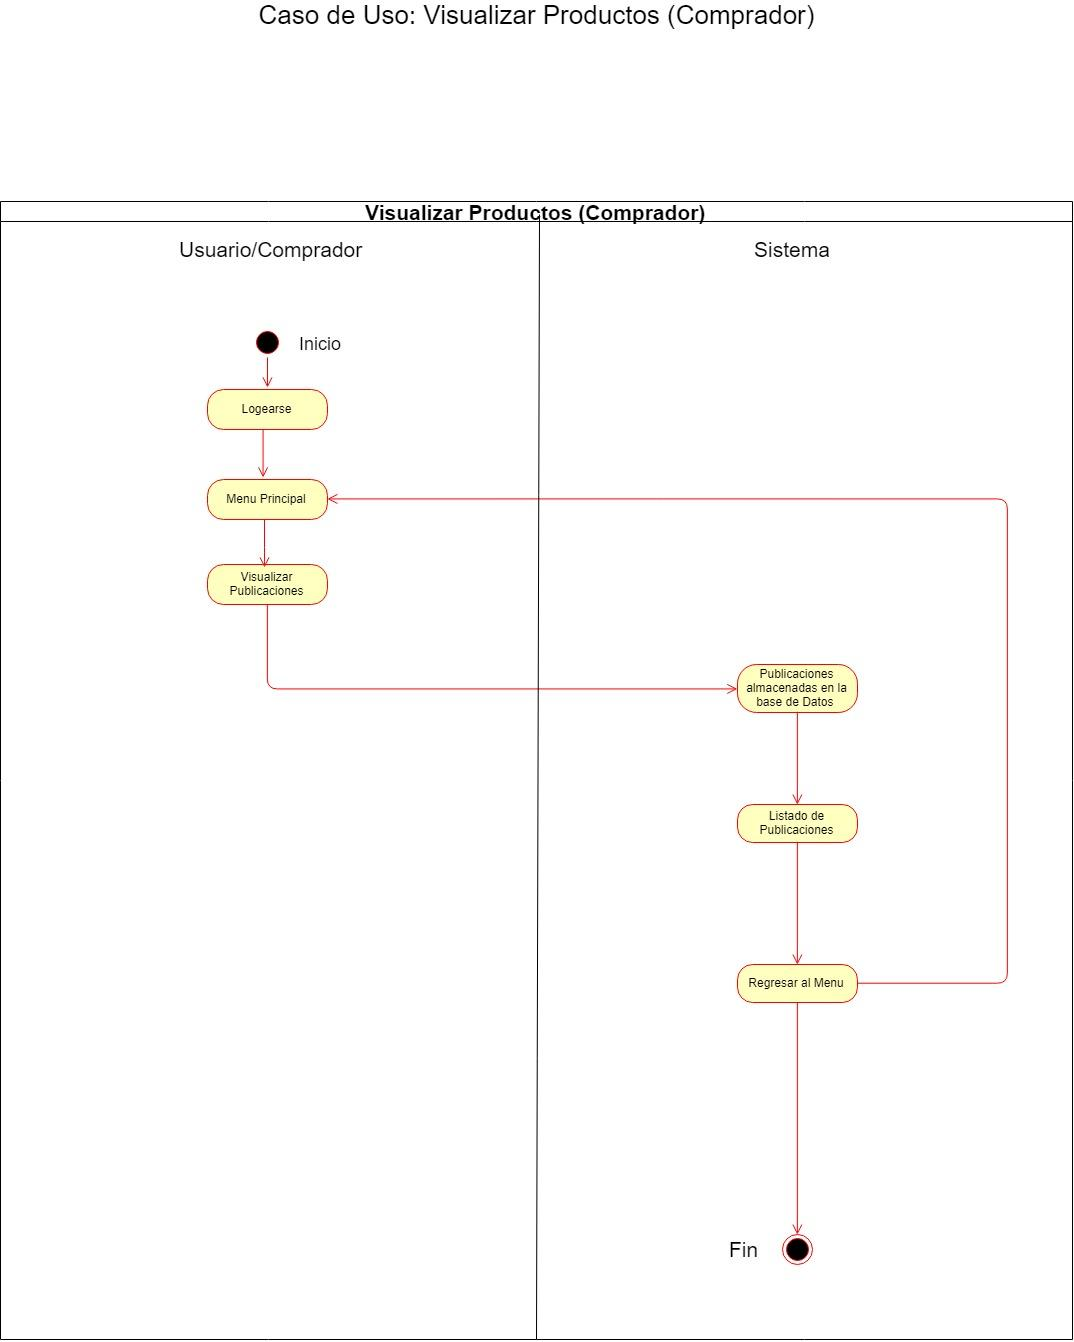 Caso de Uso: Visualizar Productos (Comprador)
Visualizar Productos (Comprador)
Usuario/Comprador
Sistema
Inicio
Logearse
Menu Principal
Visualizar
Publicaciones
Publicaciones
almacenadas en la
base de Datos
Listado de
Publicaciones
Regresar al Menu
Fin